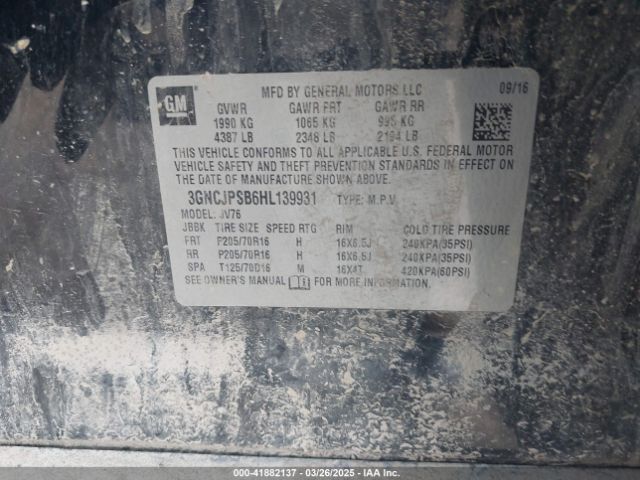 GM
MFD BY GENERAL MOTORS LLC
09/16
GVWR GAWR FRT GAWR RR
1990 KG 1065 KG 995 KG
4387 LB 2348 LB 2194 LB
THIS VEHICLE CONFORMS TO ALL APPLICABLE U.S. FEDERAL MOTOR
VEHICLE SAFETY AND THEFT PREVENTION STANDARDS IN EFFECT ON
THE DATE OF MANUFACTURE SHOWN ABOVE.
3GNCJPSB6HL139931 TYPE: M.P.V
MODEL: JV76
JBBK TIRE SIZE SPEED RTG RIM COLD TIRE PRESSURE
FRT P205/70R16 H 16X6.5J 240KPA(35PSI)
RR P205/70R16 H 16X6.5J 240KPA(35PSI)
SPA T125/70D16 M 16X4T 420KPA(60PSI)
SEE OWNER'S MANUAL FOR MORE INFORMATION.
000-41882137 - 03/26/2025 - IAA Inc.